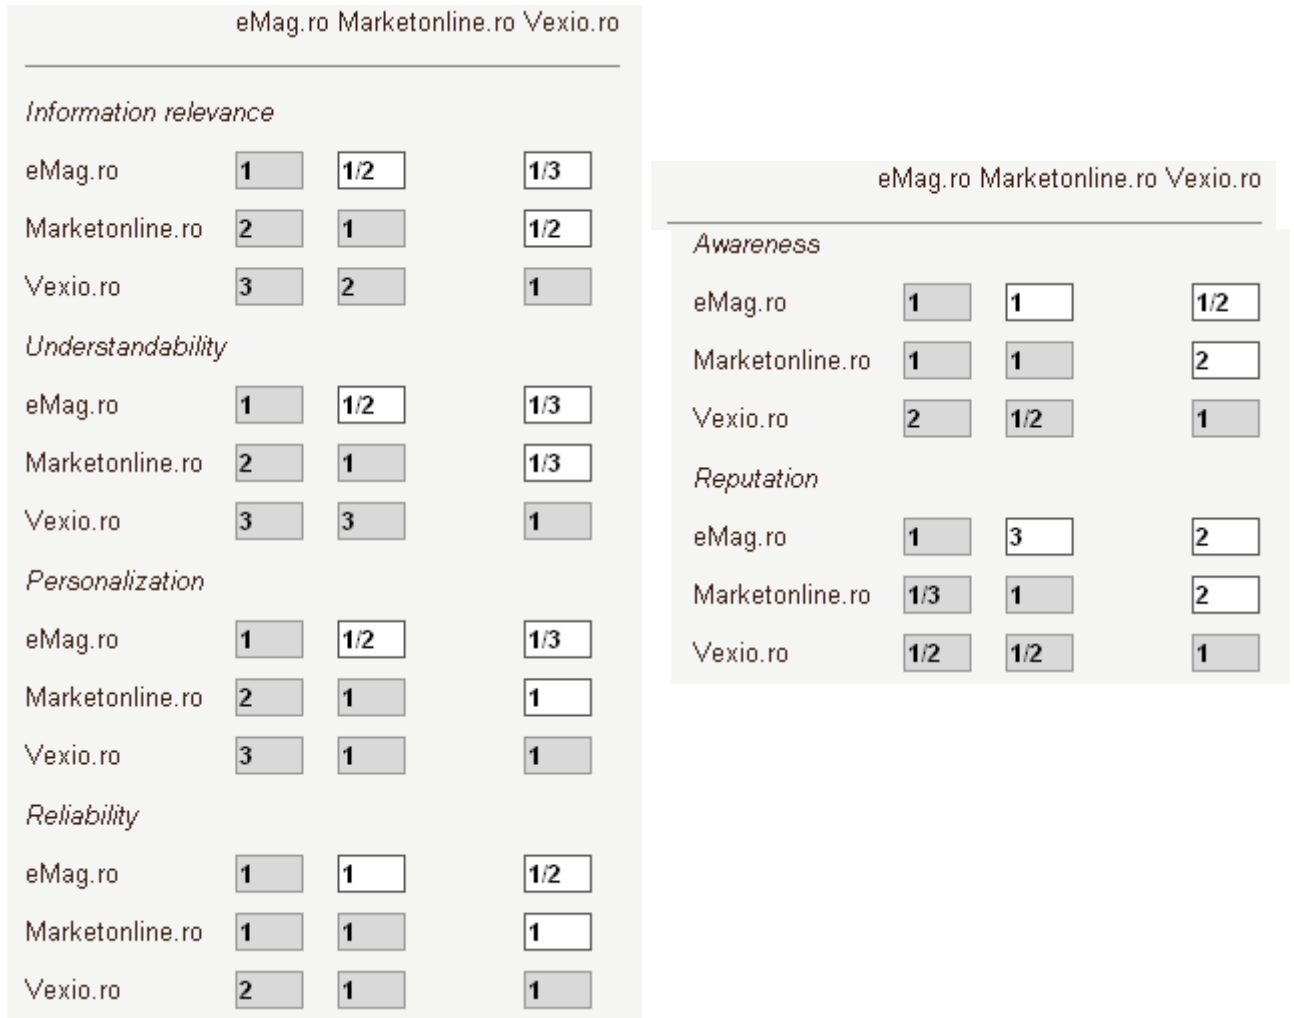 eMag.ro Marketonline.ro Vexio.ro
Information relevance
eMag.ro 1 1/2 1/3
Marketonline.ro 2 1 1/2
Vexio.ro 3 2 1
Understandability
eMag.ro 1 1/2 1/3
Marketonline.ro 2 1 1/3
Vexio.ro 3 3 1
Personalization
eMag.ro 1 1/2 1/3
Marketonline.ro 2 1 1
Vexio.ro 3 1 1
Reliability
eMag.ro 1 1 1/2
Marketonline.ro 1 1 1
Vexio.ro 2 1 1
eMag.ro Marketonline.ro Vexio.ro
Awareness
eMag.ro 1 1 1/2
Marketonline.ro 1 1 2
Vexio.ro 2 1/2 1
Reputation
eMag.ro 1 3 2
Marketonline.ro 1/3 1 2
Vexio.ro 1/2 1/2 1